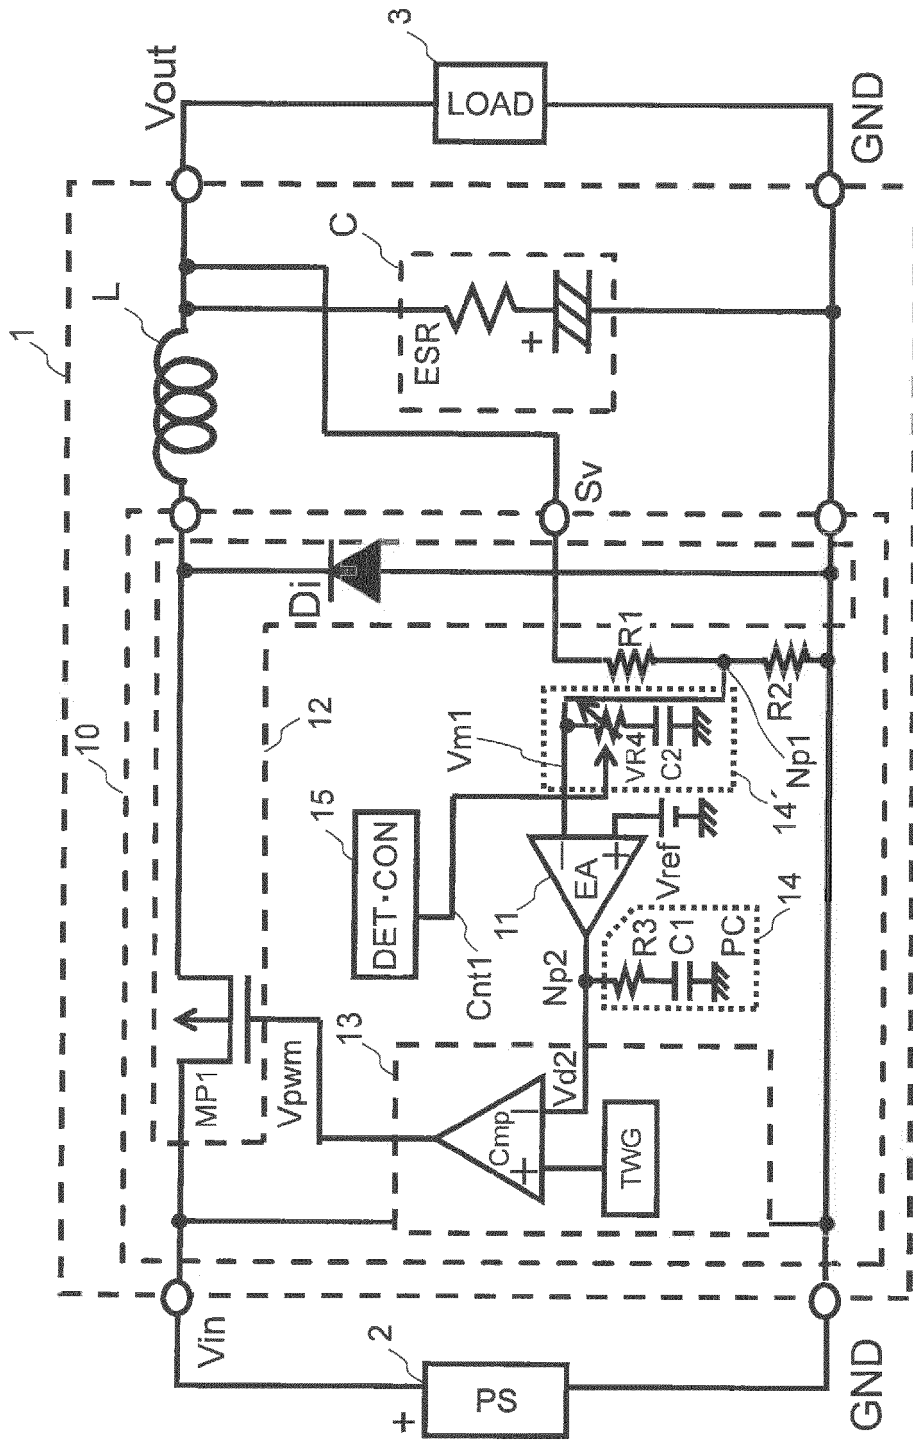 1
L
Vout
3
LOAD
GND
C
ESR
+
10
12
Di
Sv
R1
R2
Np1
Vm1
VR4
C2
14´
15
DET·CON
Cnt1
11
EA
−
+
Vref
Np2
R3
C1
PC
14
13
MP1
Vpwm
Cmp
−
+
Vd2
TWG
Vin
2
+
PS
GND